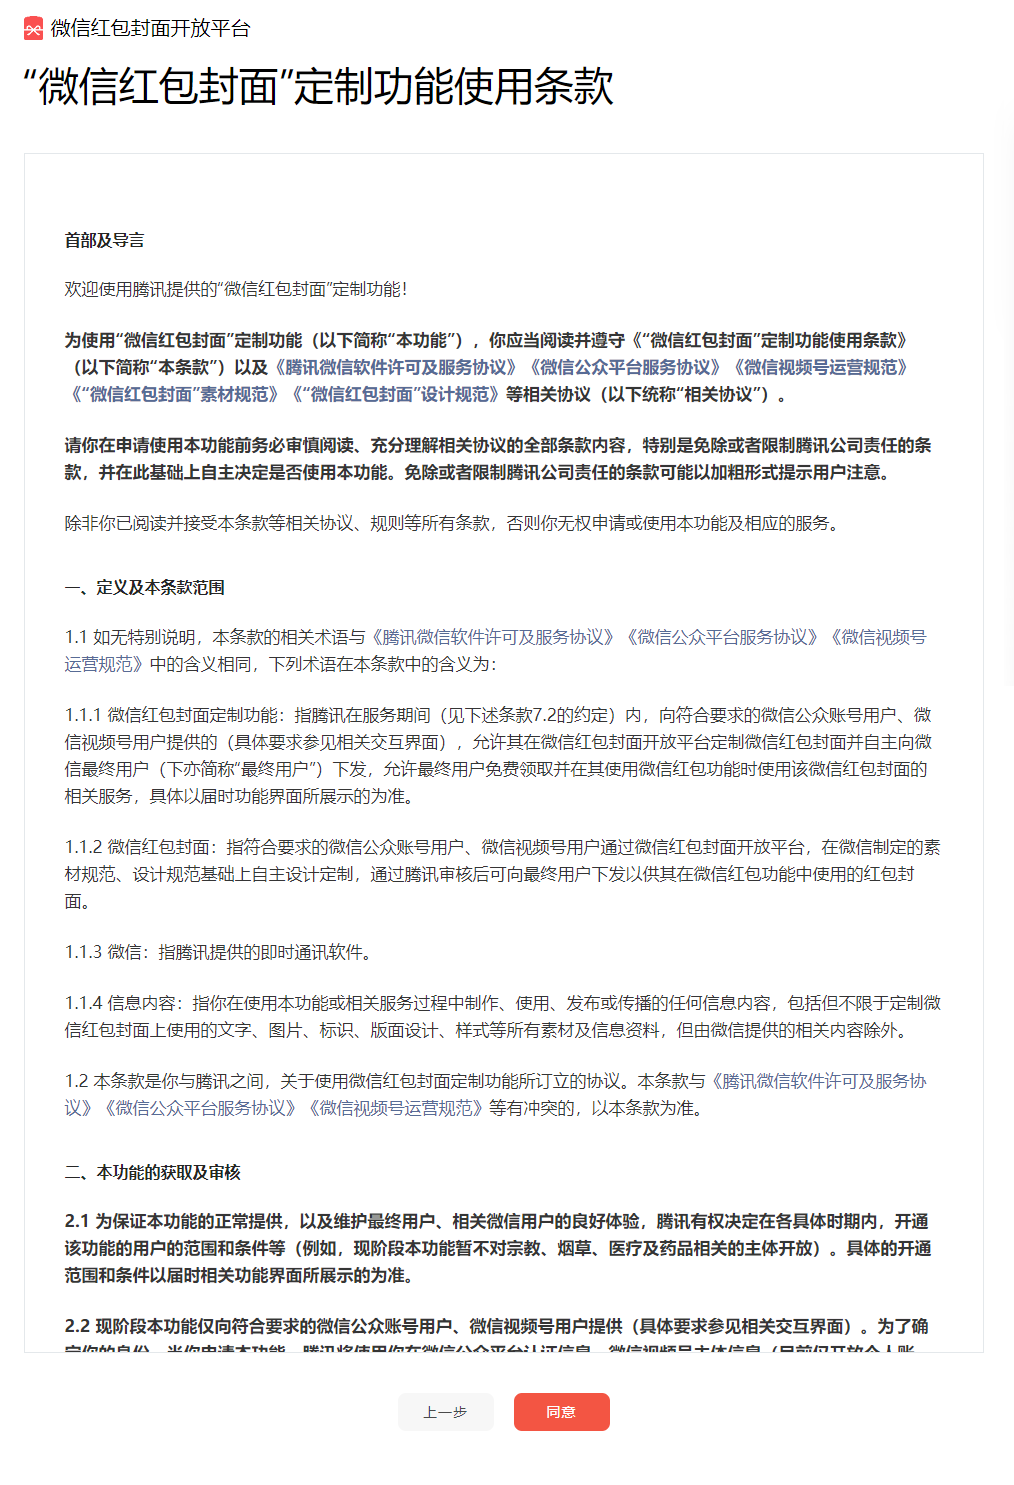 微信红包封面开放平台
“微信红包封面”定制功能使用条款
首部及导言
欢迎使用腾讯提供的“微信红包封面”定制功能！
为使用“微信红包封面”定制功能（以下简称“本功能”），你应当阅读并遵守《“微信红包封面”定制功能使用条款》
（以下简称“本条款”）以及《腾讯微信软件许可及服务协议》《微信公众平台服务协议》《微信视频号运营规范》
《“微信红包封面”素材规范》《“微信红包封面”设计规范》等相关协议（以下统称“相关协议”）。
请你在申请使用本功能前务必审慎阅读、充分理解相关协议的全部条款内容，特别是免除或者限制腾讯公司责任的条
款，并在此基础上自主决定是否使用本功能。免除或者限制腾讯公司责任的条款可能以加粗形式提示用户注意。
除非你已阅读并接受本条款等相关协议、规则等所有条款，否则你无权申请或使用本功能及相应的服务。
一、定义及本条款范围
1.1 如无特别说明，本条款的相关术语与《腾讯微信软件许可及服务协议》《微信公众平台服务协议》《微信视频号
运营规范》中的含义相同，下列术语在本条款中的含义为：
1.1.1 微信红包封面定制功能：指腾讯在服务期间（见下述条款7.2的约定）内，向符合要求的微信公众账号用户、微
信视频号用户提供的（具体要求参见相关交互界面），允许其在微信红包封面开放平台定制微信红包封面并自主向微
信最终用户（下亦简称“最终用户”）下发，允许最终用户免费领取并在其使用微信红包功能时使用该微信红包封面的
相关服务，具体以届时功能界面所展示的为准。
1.1.2 微信红包封面：指符合要求的微信公众账号用户、微信视频号用户通过微信红包封面开放平台，在微信制定的素
材规范、设计规范基础上自主设计定制，通过腾讯审核后可向最终用户下发以供其在微信红包功能中使用的红包封
面。
1.1.3 微信：指腾讯提供的即时通讯软件。
1.1.4 信息内容：指你在使用本功能或相关服务过程中制作、使用、发布或传播的任何信息内容，包括但不限于定制微
信红包封面上使用的文字、图片、标识、版面设计、样式等所有素材及信息资料，但由微信提供的相关内容除外。
1.2 本条款是你与腾讯之间，关于使用微信红包封面定制功能所订立的协议。本条款与《腾讯微信软件许可及服务协
议》《微信公众平台服务协议》《微信视频号运营规范》等有冲突的，以本条款为准。
二、本功能的获取及审核
2.1 为保证本功能的正常提供，以及维护最终用户、相关微信用户的良好体验，腾讯有权决定在各具体时期内，开通
该功能的用户的范围和条件等（例如，现阶段本功能暂不对宗教、烟草、医疗及药品相关的主体开放）。具体的开通
范围和条件以届时相关功能界面所展示的为准。
2.2 现阶段本功能仅向符合要求的微信公众账号用户、微信视频号用户提供（具体要求参见相关交互界面）。为了确
上一步
同意